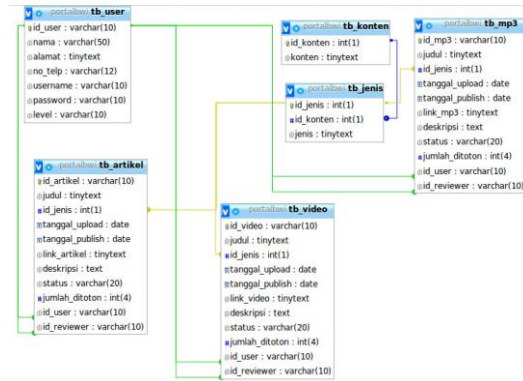 portalbwi tb_user
id_user : varchar(10)
nama : varchar(50)
alamat : tinytext
no_telp : varchar(12)
username : varchar(10)
password : varchar(10)
level : varchar(10)
portalbwi tb_konten
id_konten : int(1)
konten : tinytext
portalbwi tb_jenis
id_jenis : int(1)
id_konten : int(1)
jenis : tinytext
portalbwi tb_mp3
id_mp3 : varchar(10)
judul : tinytext
id_jenis : int(1)
tanggal_upload : date
tanggal_publish : date
link_mp3 : tinytext
deskripsi : text
status : varchar(20)
jumlah_ditoton : int(4)
id_user : varchar(10)
id_reviewer : varchar(10)
portalbwi tb_artikel
id_artikel : varchar(10)
judul : tinytext
id_jenis : int(1)
tanggal_upload : date
tanggal_publish : date
link_artikel : tinytext
deskripsi : text
status : varchar(20)
jumlah_ditoton : int(4)
id_user : varchar(10)
id_reviewer : varchar(10)
portalbwi tb_video
id_video : varchar(10)
judul : tinytext
id_jenis : int(1)
tanggal_upload : date
tanggal_publish : date
link_video : tinytext
deskripsi : text
status : varchar(20)
jumlah_ditoton : int(4)
id_user : varchar(10)
id_reviewer : varchar(10)